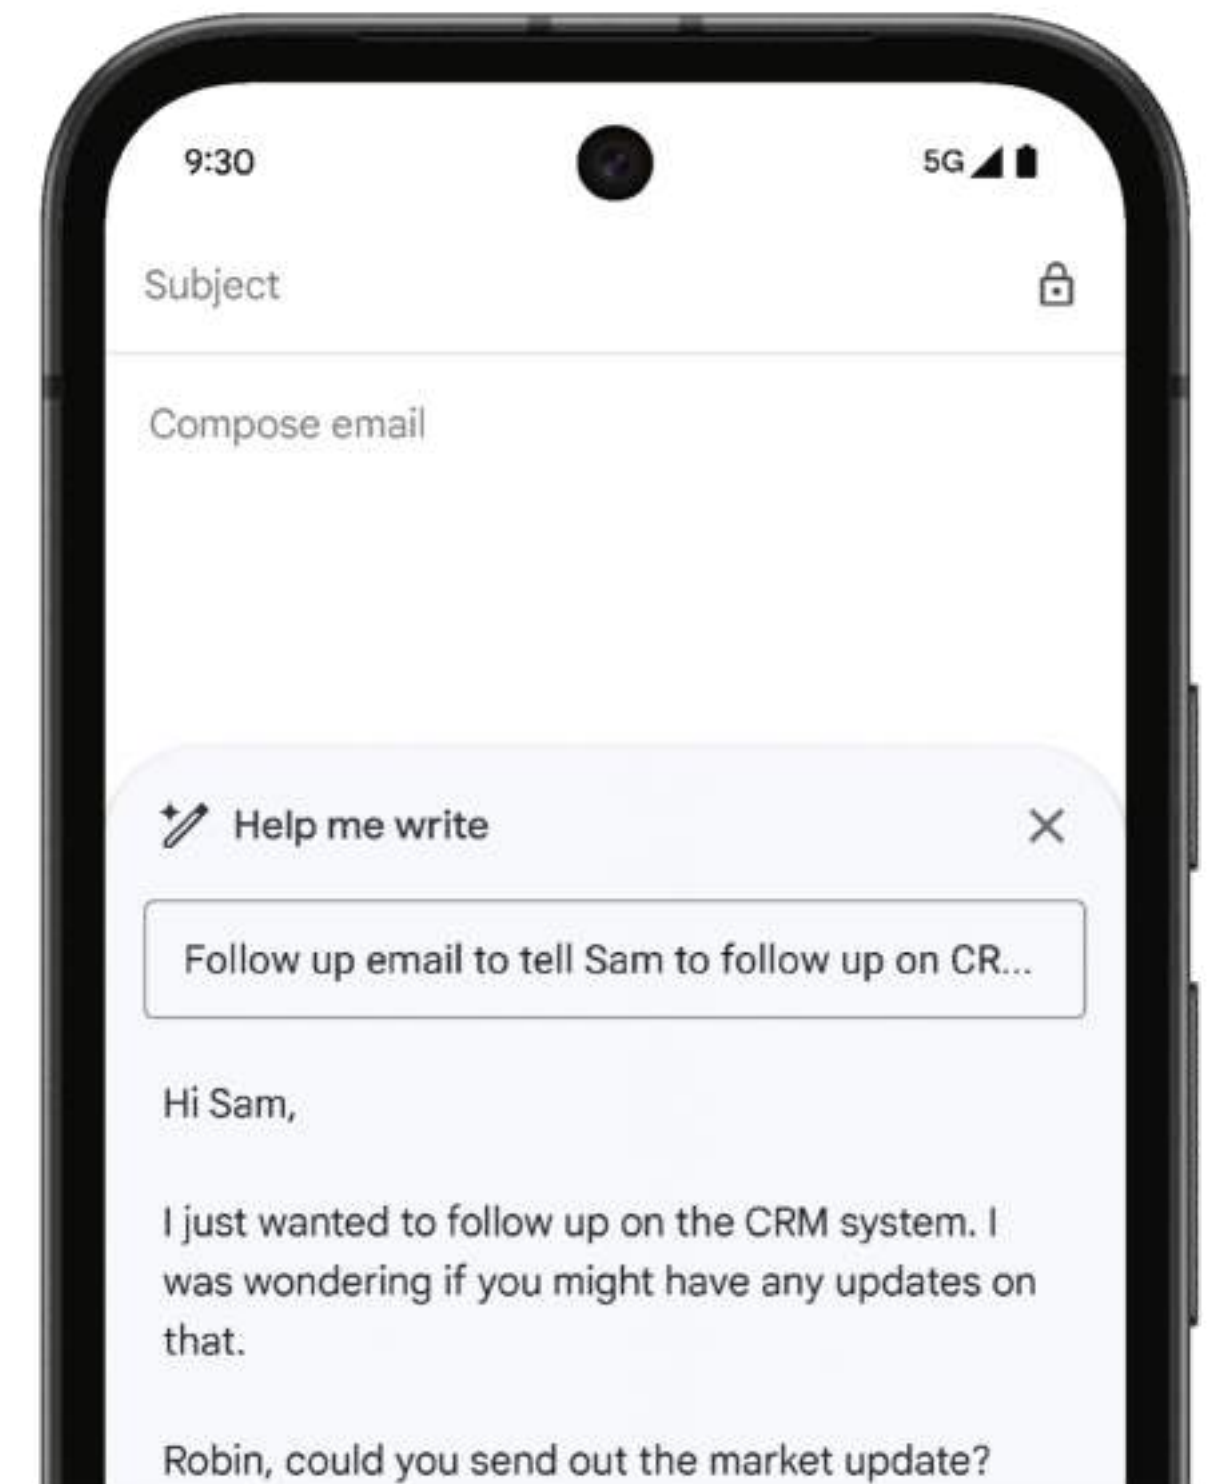 9:30
5G
Subject
Compose email
Help me write
Follow up email to tell Sam to follow up on CR...
Hi Sam,
I just wanted to follow up on the CRM system. I
was wondering if you might have any updates on
that.
Robin, could you send out the market update?